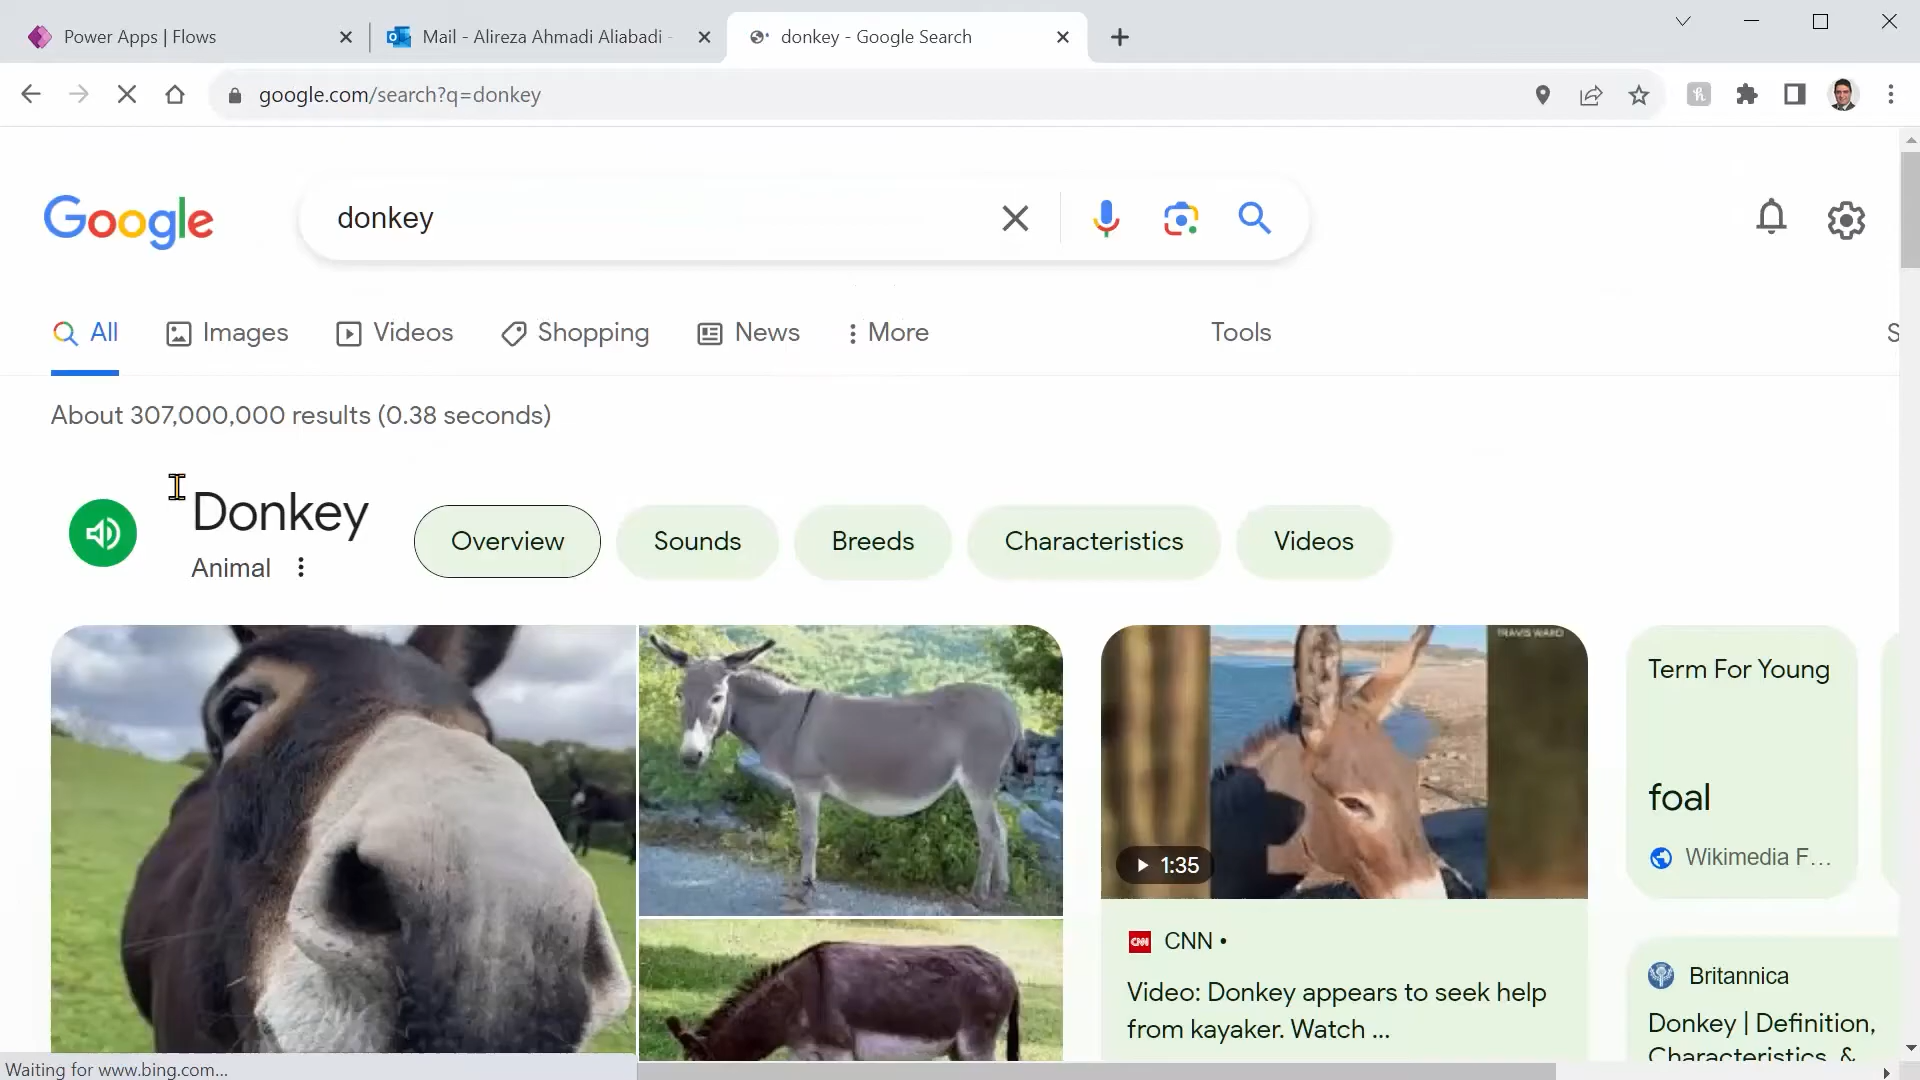 Power Apps | Flows
Mail - Alireza Ahmadi Aliabadi -
donkey - Google Search
google.com/search?q=donkey
Google
donkey
All
Images
Videos
Shopping
News
More
Tools
S
About 307,000,000 results (0.38 seconds)
Donkey
Animal
Overview
Sounds
Breeds
Characteristics
Videos
TRAVIS WARD
1:35
CNN
CNN •
Video: Donkey appears to seek help
from kayaker. Watch ...
Term For Young
foal
Wikimedia F...
Britannica
Donkey | Definition,
Characteristics, &
Waiting for www.bing.com...